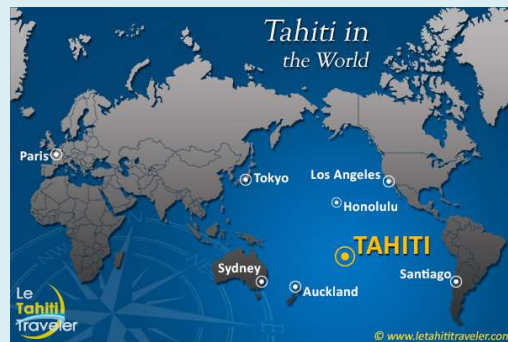 Tahiti in
the World
Paris
Tokyo
Los Angeles
Honolulu
TAHITI
Sydney
Auckland
Santiago
Le
Tahiti
Traveler
© www.letahititraveler.com